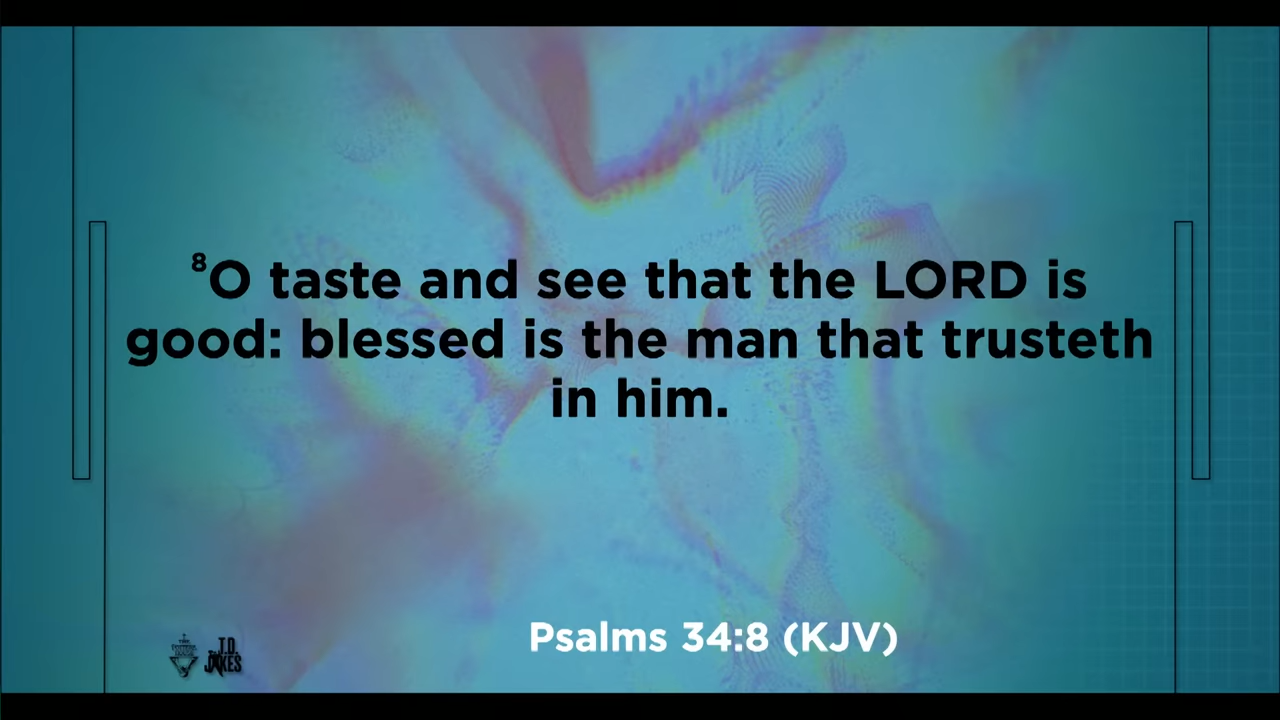 ⁸O taste and see that the LORD is
good: blessed is the man that trusteth
in him.
Psalms 34:8 (KJV)
T.D.
JAKES